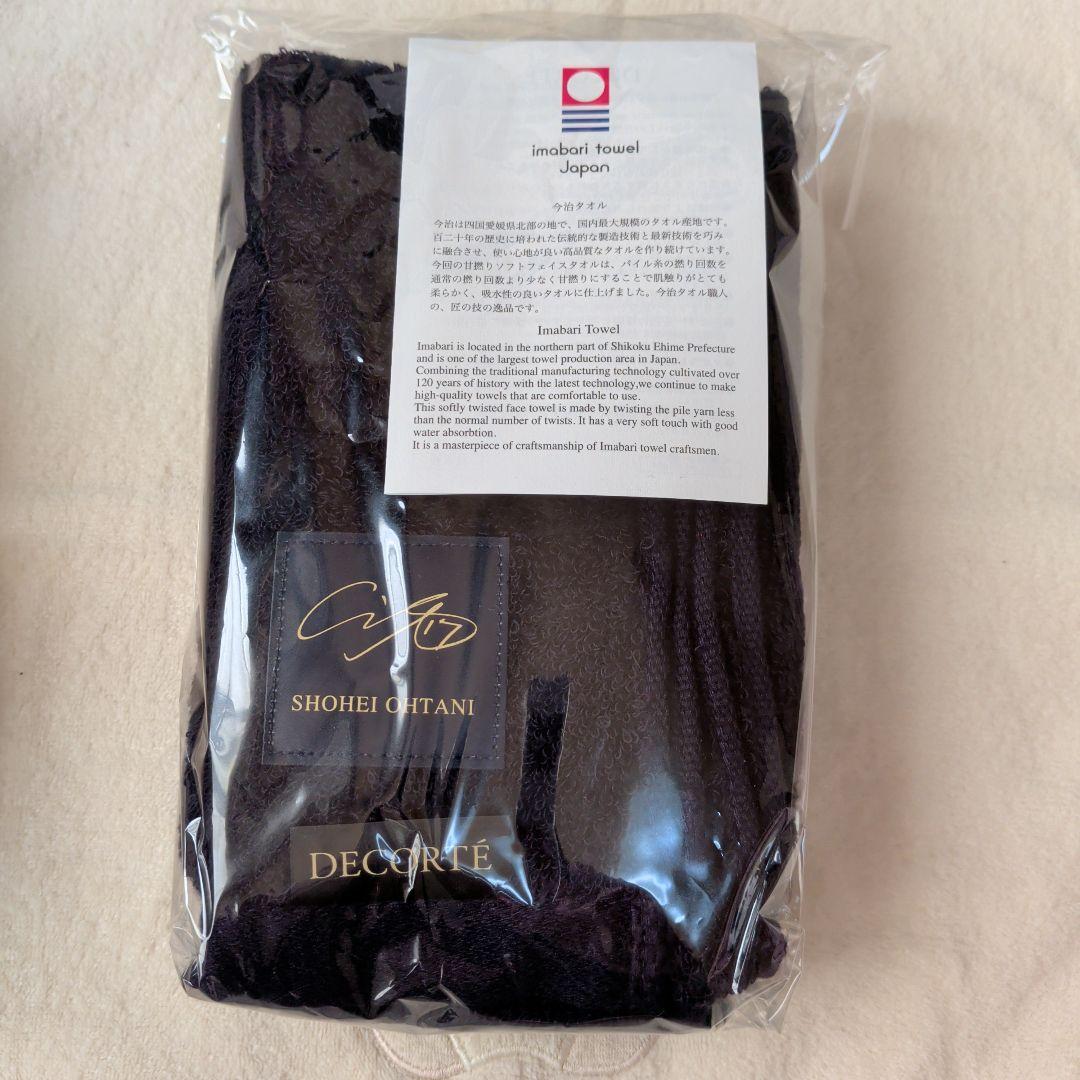 imabari towel
Japan
今治タオル
今治は四国愛媛県北部の地で、国内最大規模のタオル産地です。
百二十年の歴史に培われた伝統的な製造技術と最新技術を巧み
に融合させ、使い心地が良い高品質なタオルを作り続けています。
今回の甘撚りソフトフェイスタオルは、パイル糸の撚り回数を
通常の撚り回数より少なく甘撚りにすることで肌触りがとても
柔らかく、吸水性の良いタオルに仕上げました。今治タオル職人
の、匠の技の逸品です。
Imabari Towel
Imabari is located in the northern part of Shikoku Ehime Prefecture
and is one of the largest towel production area in Japan.
Combining the traditional manufacturing technology cultivated over
120 years of history with the latest technology,we continue to make
high-quality towels that are comfortable to use.
This softly twisted face towel is made by twisting the pile yarn less
than the normal number of twists. It has a very soft touch with good
water absorbtion.
It is a masterpiece of craftsmanship of Imabari towel craftsmen.
SHOHEI OHTANI
DECORTÉ